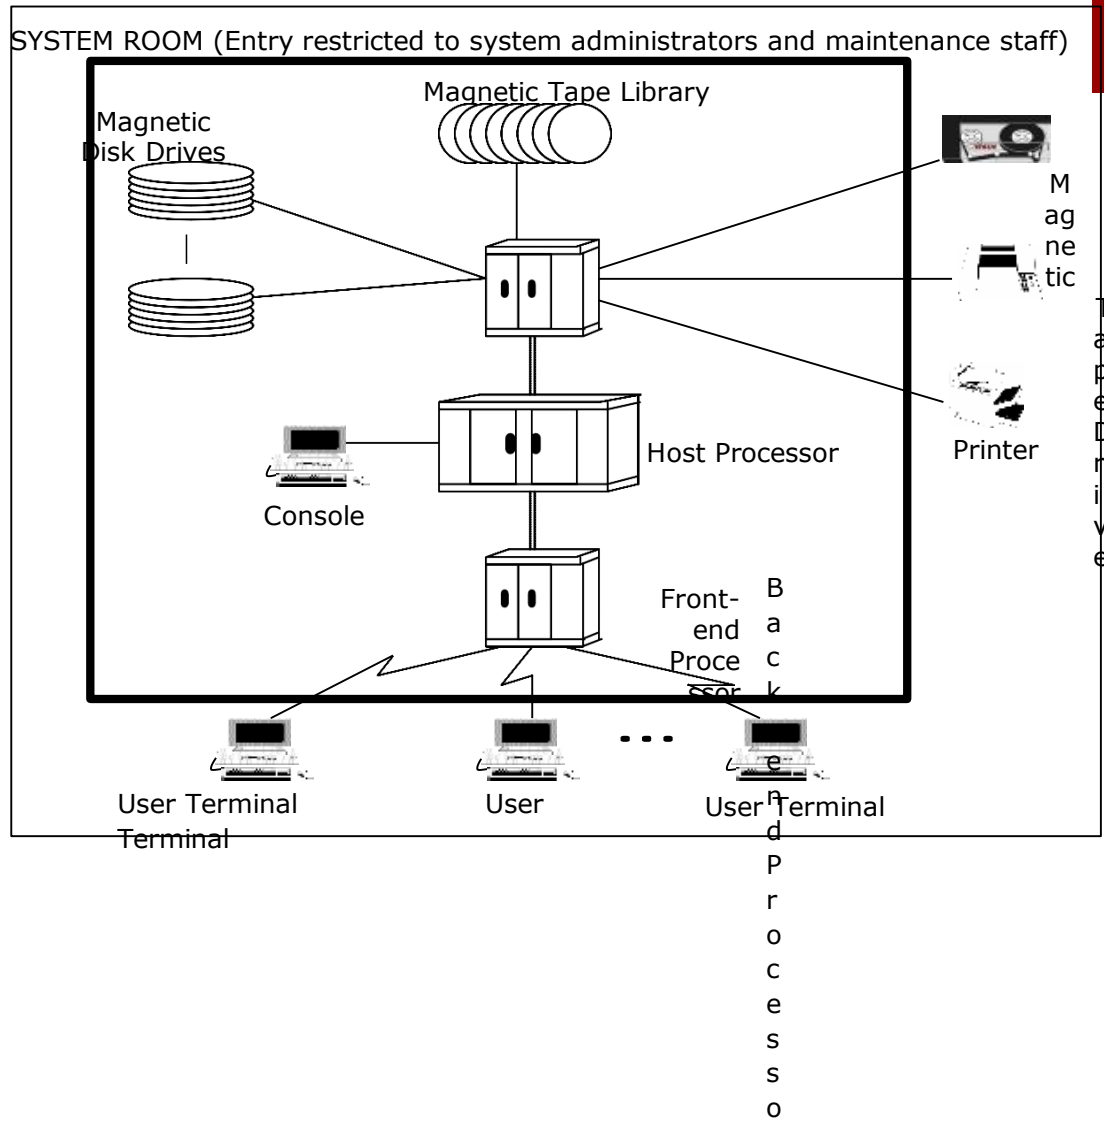 SYSTEM ROOM (Entry restricted to system administrators and maintenance staff)
Magnetic Tape Library
Magnetic
Disk Drives
M
ag
ne
tic
T
a
p
e
D
r
i
v
e
Host Processor
Printer
Console
Front-
end
Proce
ssor
B
a
c
k
e
n
d
P
r
o
c
e
s
s
o
User Terminal
Terminal
User
User Terminal